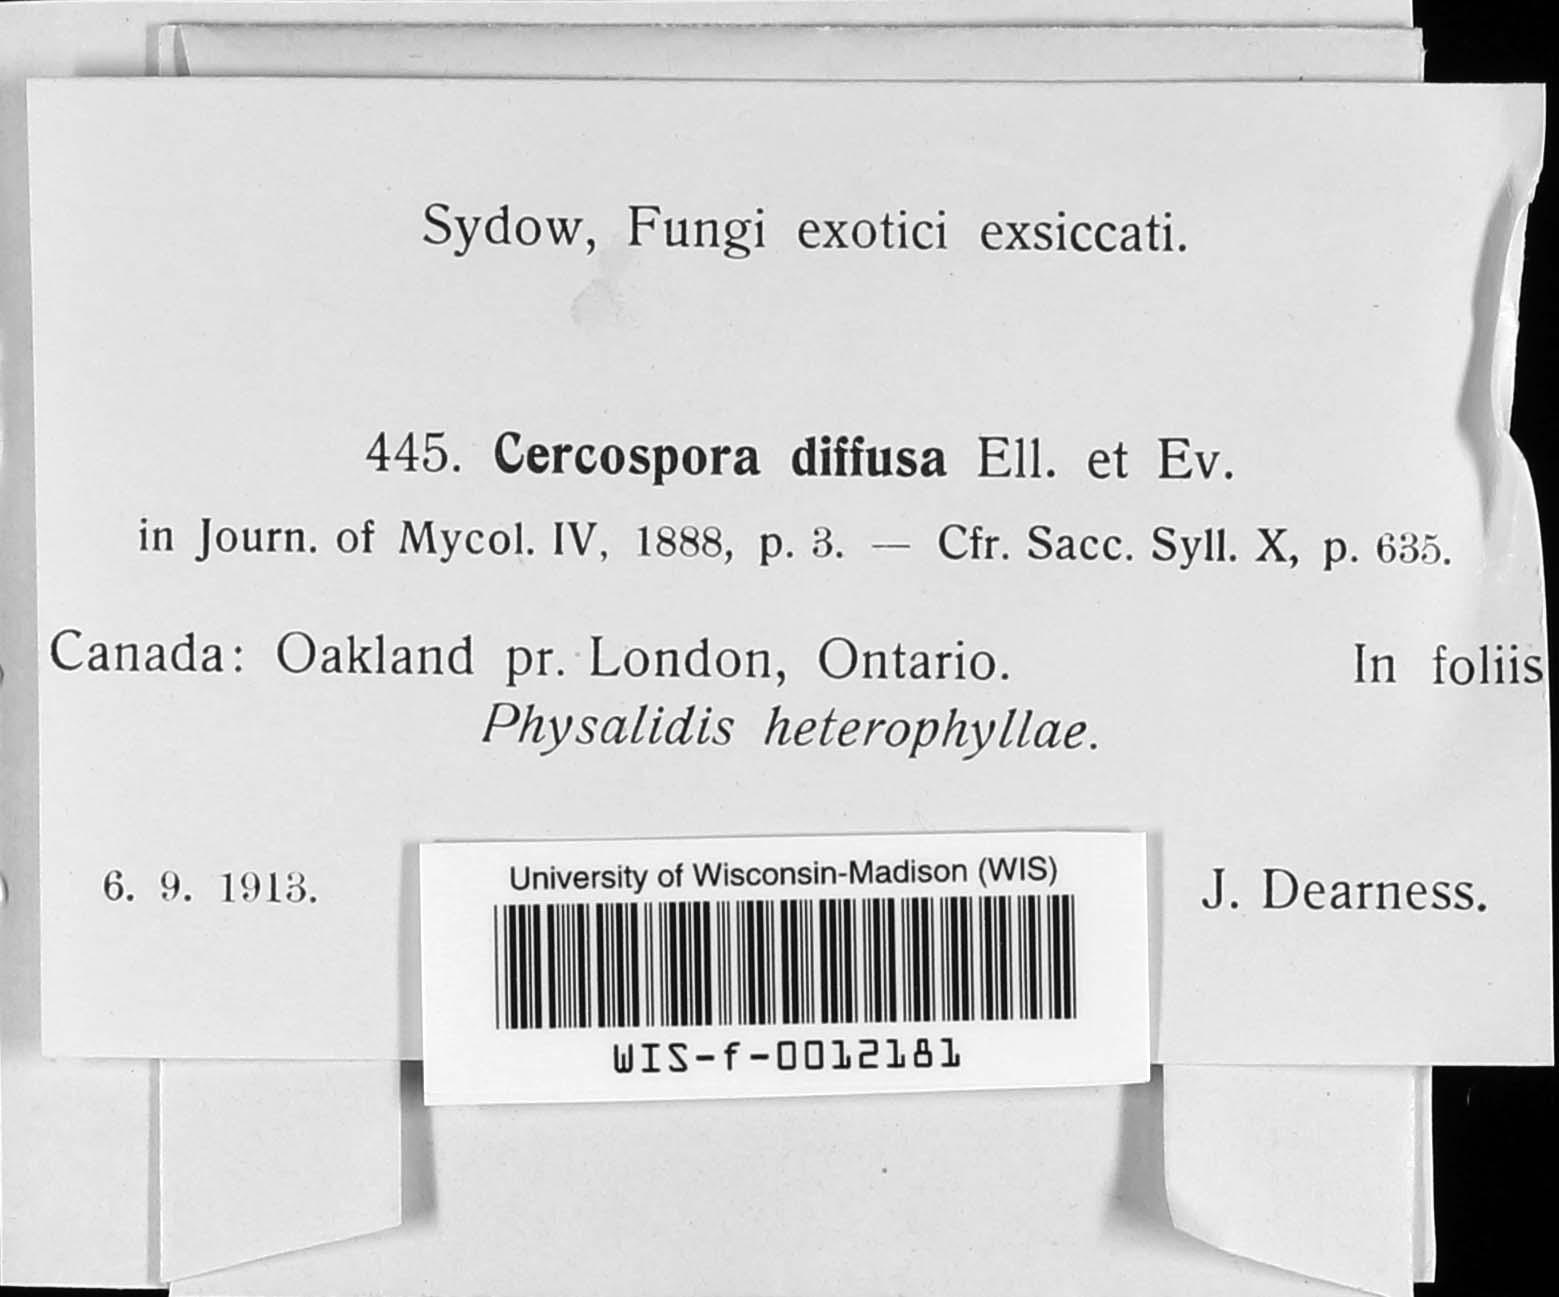 Sydow, Fungi exotici exsiccati.
445. Cercospora diffusa Ell. et Ev.
in Journ. of Mycol. IV, 1888, p. 3. — Cfr. Sacc. Syll. X, p. 635.
Canada: Oakland pr. London, Ontario. In foliis
Physalidis heterophyllae.
6. 9. 1913. J. Dearness.
University of Wisconsin-Madison (WIS)
WIS-f-0012181